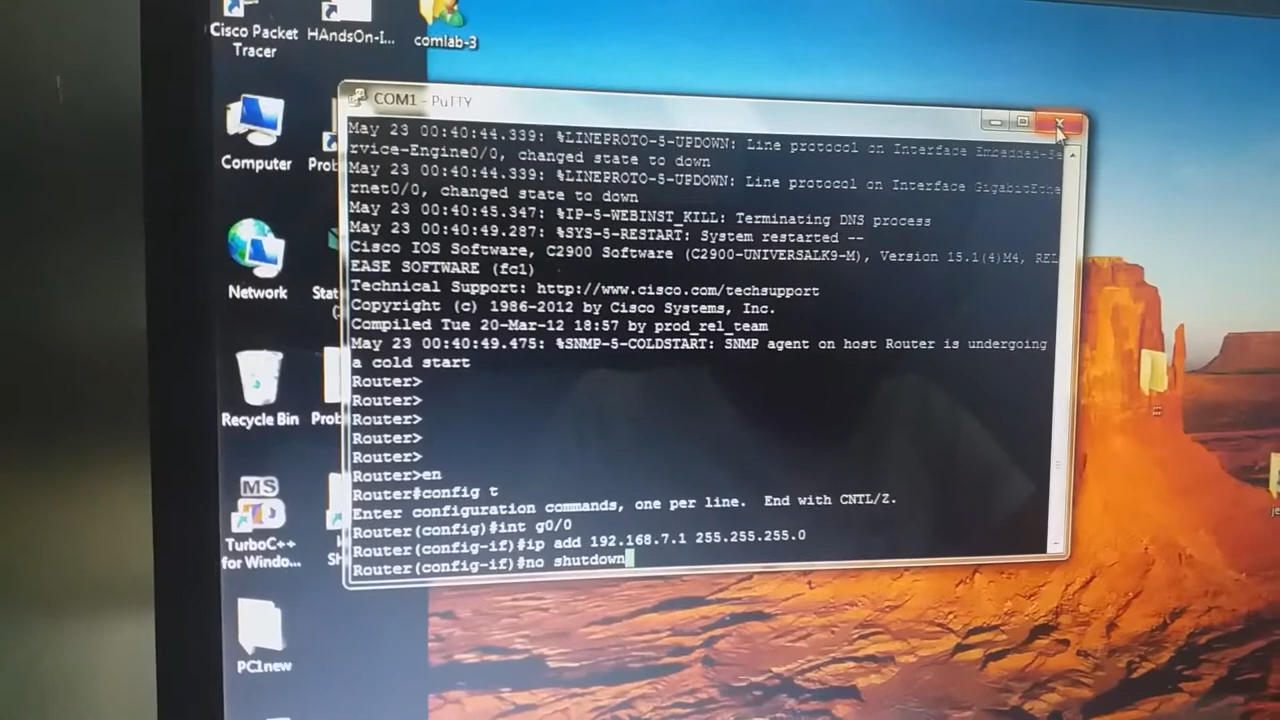 Cisco Packet
Tracer
HAndsOn-I...
comlab-3
COM1 - PuTTY
Computer
Prob
Network
Stat
Recycle Bin
Prob
MS
TurboC++
for Windo...
PC1new
May 23 00:40:44.339: %LINEPROTO-5-UPDOWN: Line protocol on Interface Embedded-Se
rvice-Engine0/0, changed state to down
May 23 00:40:44.339: %LINEPROTO-5-UPDOWN: Line protocol on Interface GigabitEthe
rnet0/0, changed state to down
May 23 00:40:45.347: %IP-5-WEBINST_KILL: Terminating DNS process
May 23 00:40:49.287: %SYS-5-RESTART: System restarted --
Cisco IOS Software, C2900 Software (C2900-UNIVERSALK9-M), Version 15.1(4)M4, REL
EASE SOFTWARE (fc1)
Technical Support: http://www.cisco.com/techsupport
Copyright (c) 1986-2012 by Cisco Systems, Inc.
Compiled Tue 20-Mar-12 18:57 by prod_rel_team
May 23 00:40:49.475: %SNMP-5-COLDSTART: SNMP agent on host Router is undergoing
a cold start
Router>
Router>
Router>
Router>
Router>
Router>en
Router#config t
Enter configuration commands, one per line.  End with CNTL/Z.
Router(config)#int g0/0
Router(config-if)#ip add 192.168.7.1 255.255.255.0
Router(config-if)#no shutdown